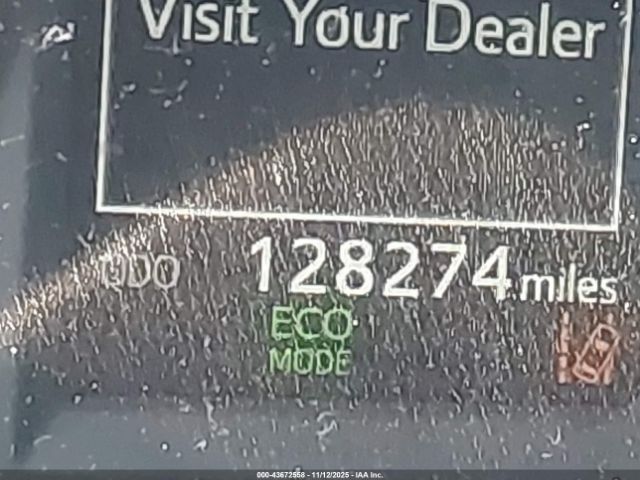 Visit Your Dealer
ODO 128274 miles
ECO
MODE
000-43672558 - 11/12/2025 - IAA Inc.